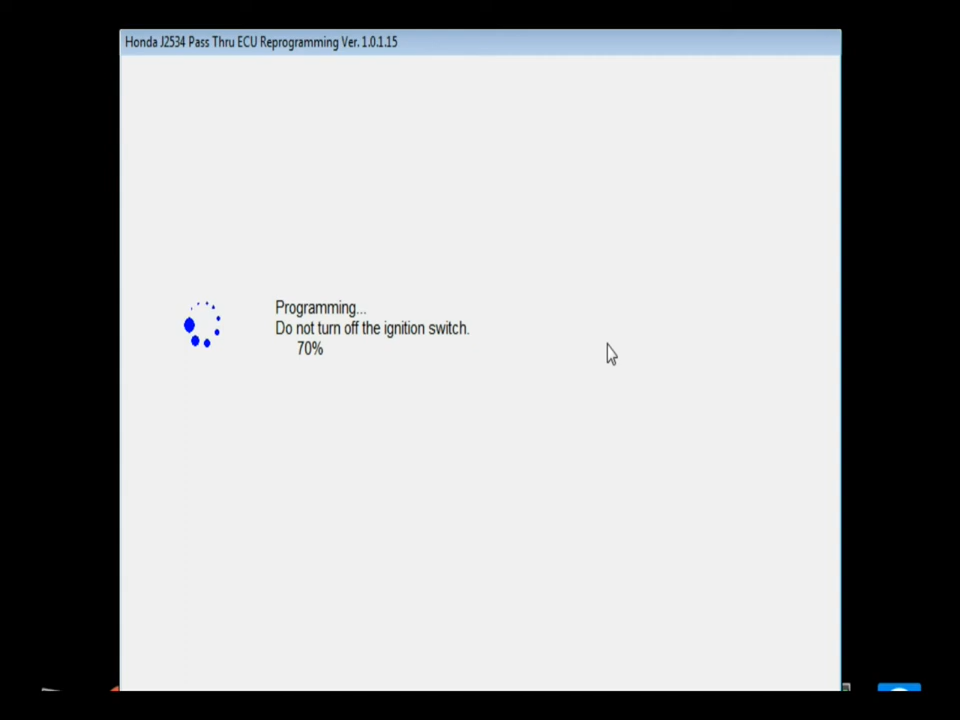 Honda J2534 Pass Thru ECU Reprogramming Ver. 1.0.1.15
Programming...
Do not turn off the ignition switch.
70%